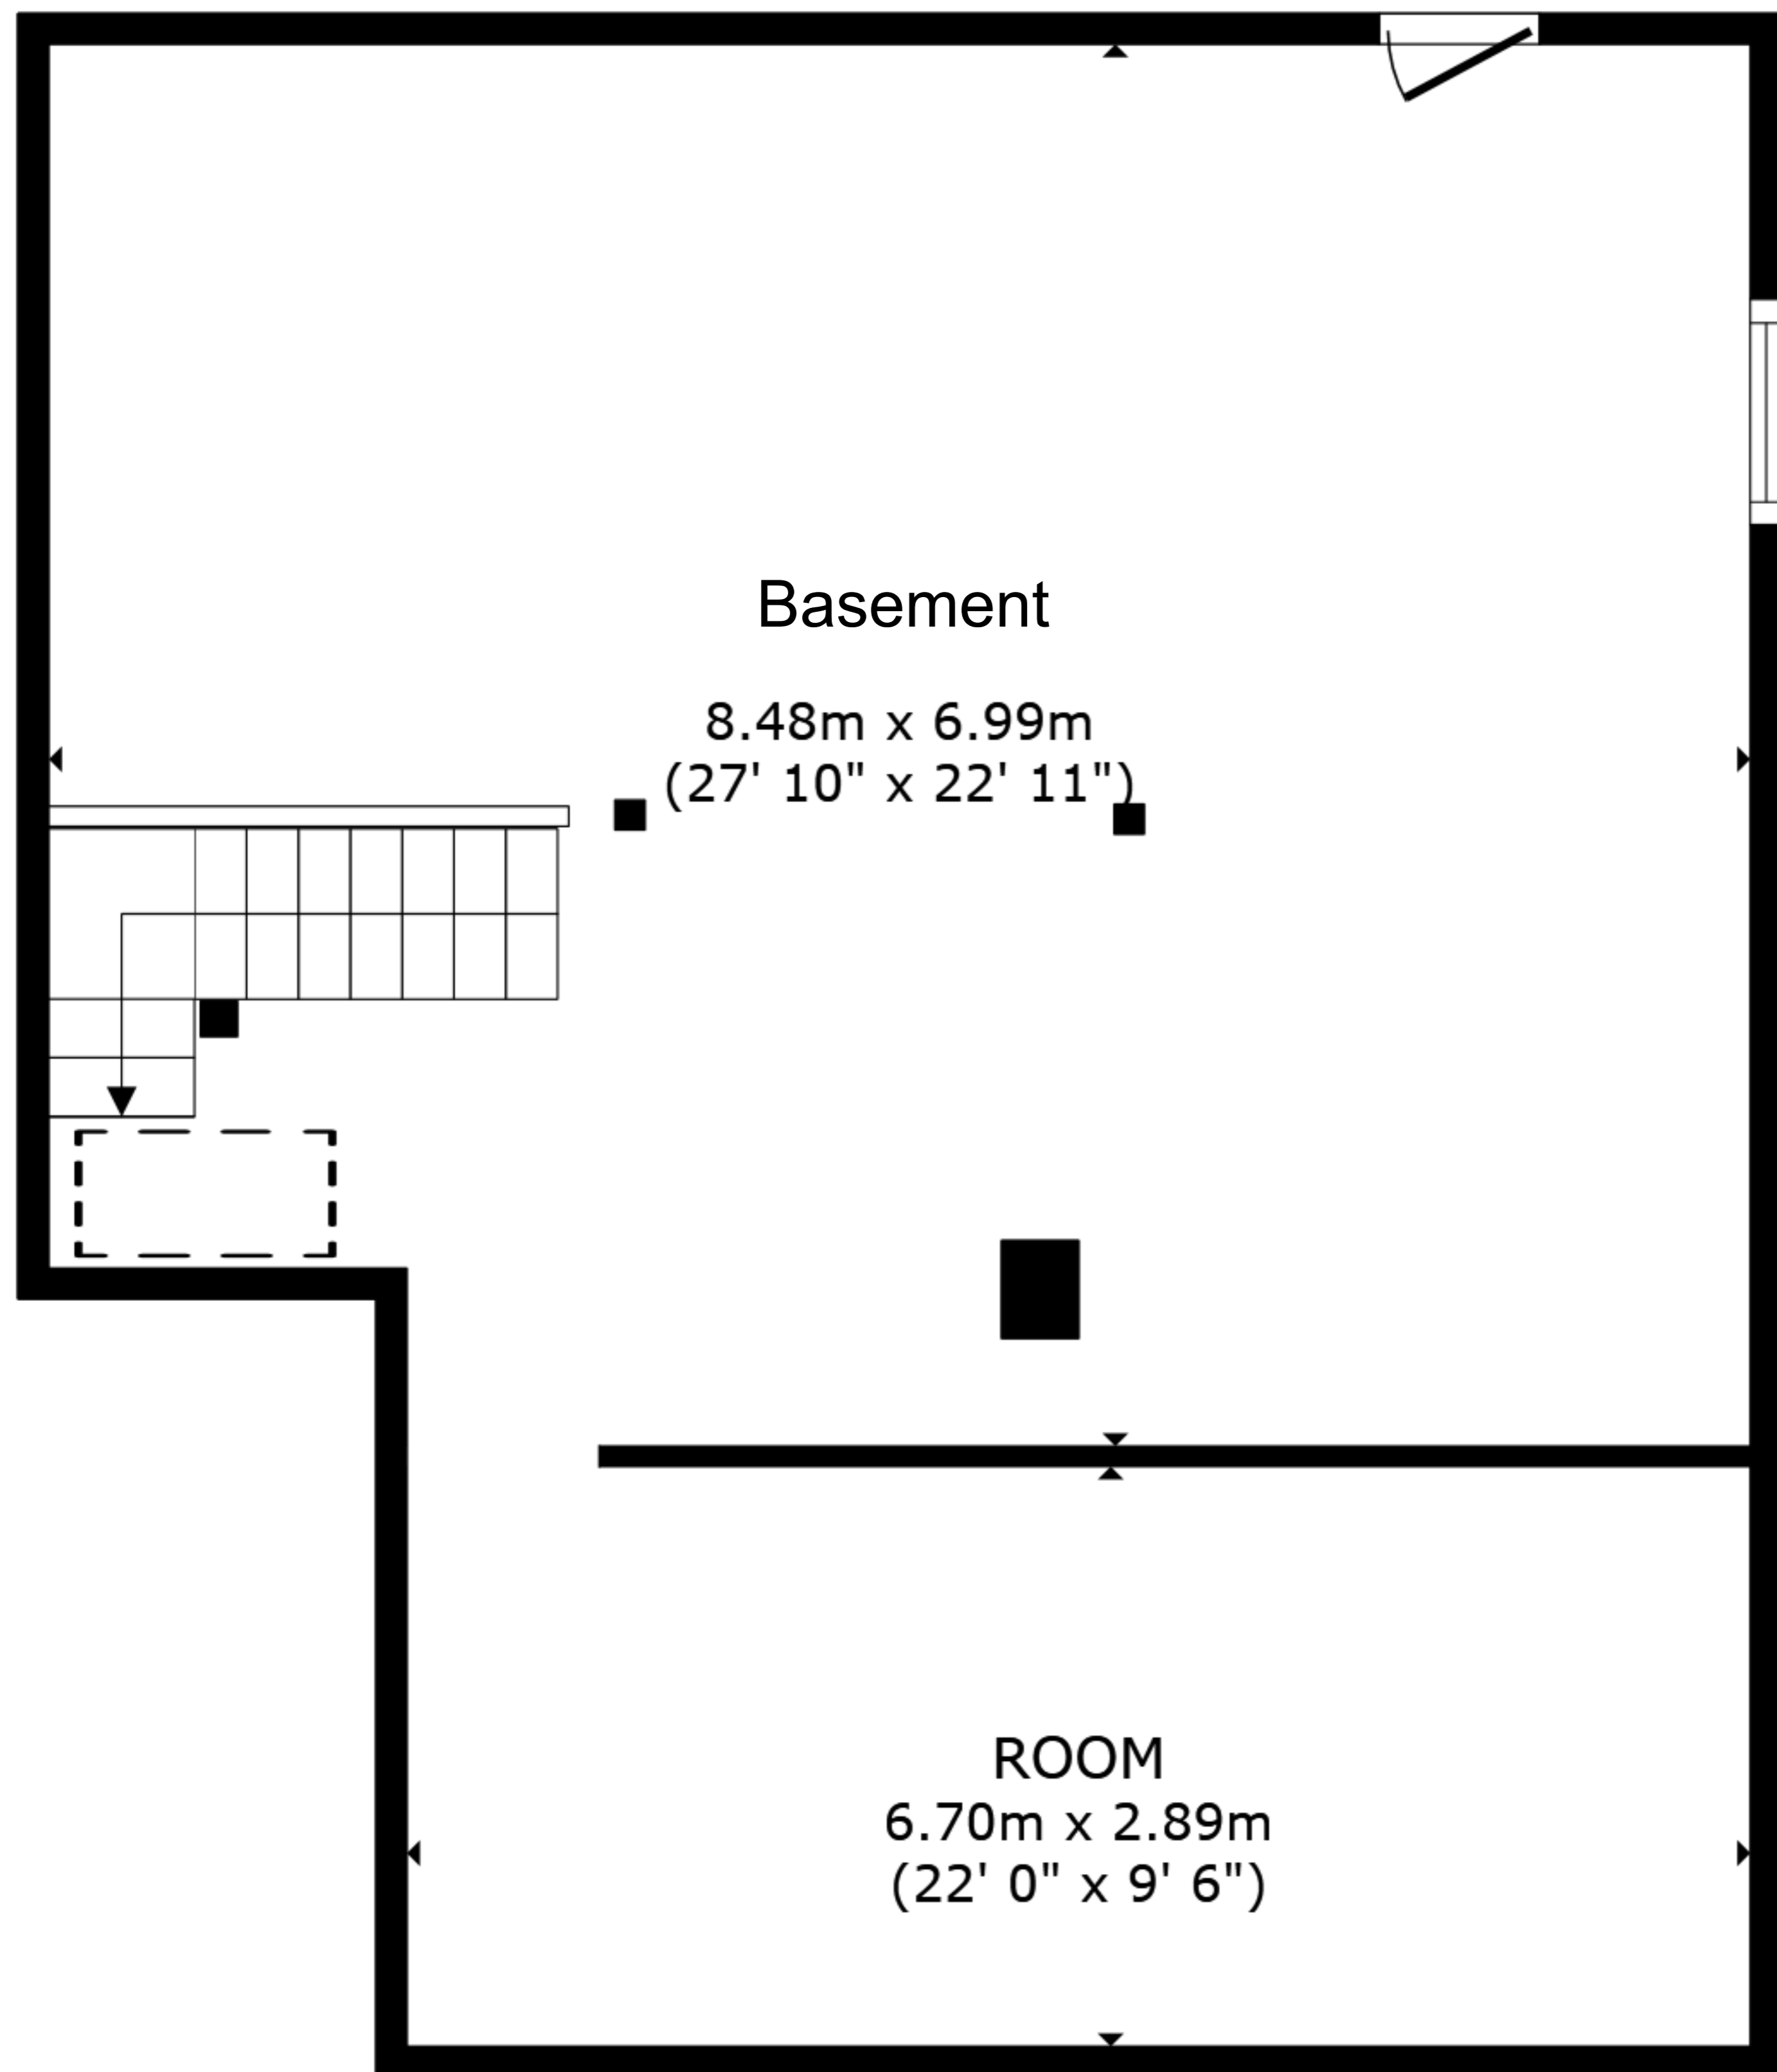 Basement
8.48m x 6.99m
(27' 10" x 22' 11")
ROOM
6.70m x 2.89m
(22' 0" x 9' 6")